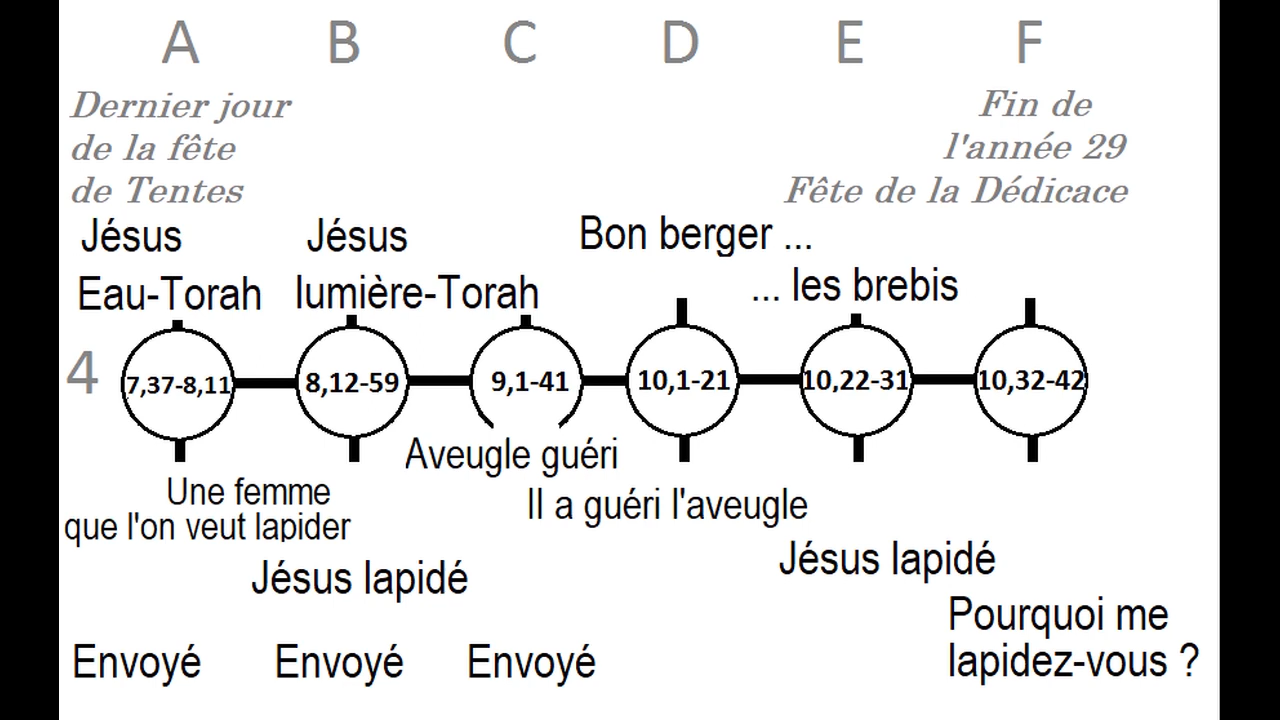 A B C D E F
Dernier jour
de la fête
de Tentes
Fin de
l'année 29
Fête de la Dédicace
Jésus
Eau-Torah
Jésus
lumière-Torah
Bon berger ...
... les brebis
4 7,37-8,11 8,12-59 9,1-41 10,1-21 10,22-31 10,32-42
Aveugle guéri
Une femme
que l'on veut lapider
Il a guéri l'aveugle
Jésus lapidé
Jésus lapidé
Pourquoi me
lapidez-vous ?
Envoyé Envoyé Envoyé